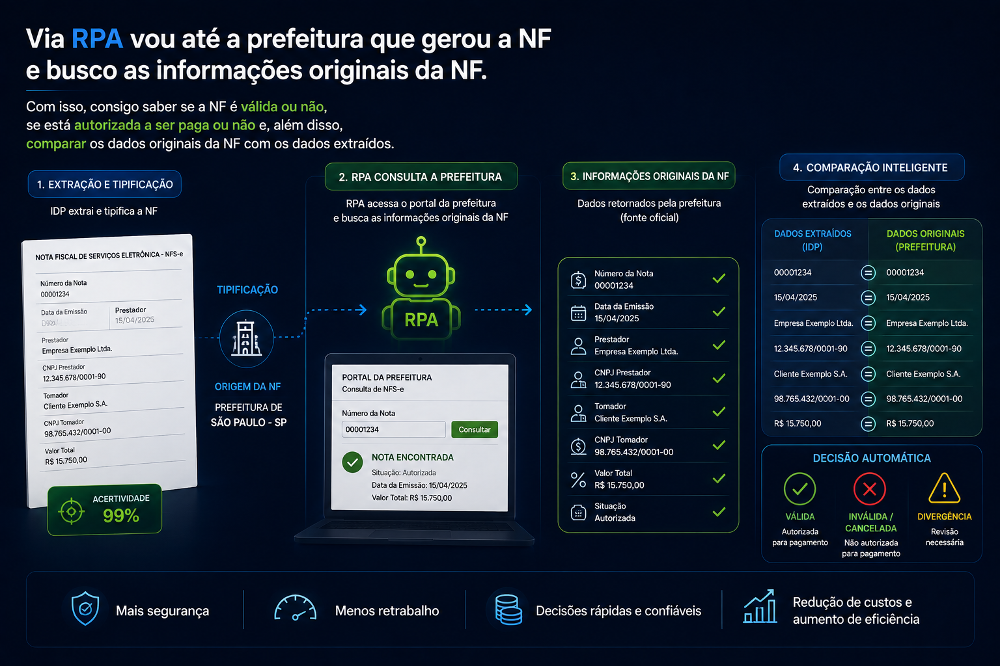 Via RPA vou até a prefeitura que gerou a NF
e busco as informações originais da NF.
Com isso, consigo saber se a NF é válida ou não,
se está autorizada a ser paga ou não e, além disso,
comparar os dados originais da NF com os dados extraídos.
1. EXTRAÇÃO E TIPIFICAÇÃO
IDP extrai e tipifica a NF
NOTA FISCAL DE SERVIÇOS ELETRÔNICA - NFS-e
Número da Nota
00001234
Data da Emissão
Prestador
15/04/2025
Prestador
Empresa Exemplo Ltda.
CNPJ Prestador
12.345.678/0001-90
Tomador
Cliente Exemplo S.A.
CNPJ Tomador
98.765.432/0001-00
Valor Total
R$ 15.750,00
ACERTIVIDADE
99%
TIPIFICAÇÃO
ORIGEM DA NF
PREFEITURA DE
SÃO PAULO - SP
2. RPA CONSULTA A PREFEITURA
RPA acessa o portal da prefeitura
e busca as informações originais da NF
RPA
PORTAL DA PREFEITURA
Consulta de NFS-e
Número da Nota
00001234
Consultar
NOTA ENCONTRADA
Situação: Autorizada
Data da Emissão: 15/04/2025
Valor Total: R$ 15.750,00
3. INFORMAÇÕES ORIGINAIS DA NF
Dados retornados pela prefeitura
(fonte oficial)
Número da Nota
00001234
Data da Emissão
15/04/2025
Prestador
Empresa Exemplo Ltda.
CNPJ Prestador
12.345.678/0001-90
Tomador
Cliente Exemplo S.A.
CNPJ Tomador
98.765.432/0001-00
Valor Total
R$ 15.750,00
Situação
Autorizada
4. COMPARAÇÃO INTELIGENTE
Comparação entre os dados
extraídos e os dados originais
DADOS EXTRAÍDOS
(IDP)
DADOS ORIGINAIS
(PREFEITURA)
00001234 = 00001234
15/04/2025 = 15/04/2025
Empresa Exemplo Ltda. = Empresa Exemplo Ltda.
12.345.678/0001-90 = 12.345.678/0001-90
Cliente Exemplo S.A. = Cliente Exemplo S.A.
98.765.432/0001-00 = 98.765.432/0001-00
R$ 15.750,00 = R$ 15.750,00
DECISÃO AUTOMÁTICA
VÁLIDA
Autorizada
para pagamento
INVÁLIDA /
CANCELADA
Não autorizada
para pagamento
DIVERGÊNCIA
Revisão
necessária
Mais segurança
Menos retrabalho
Decisões rápidas e confiáveis
Redução de custos e
aumento de eficiência